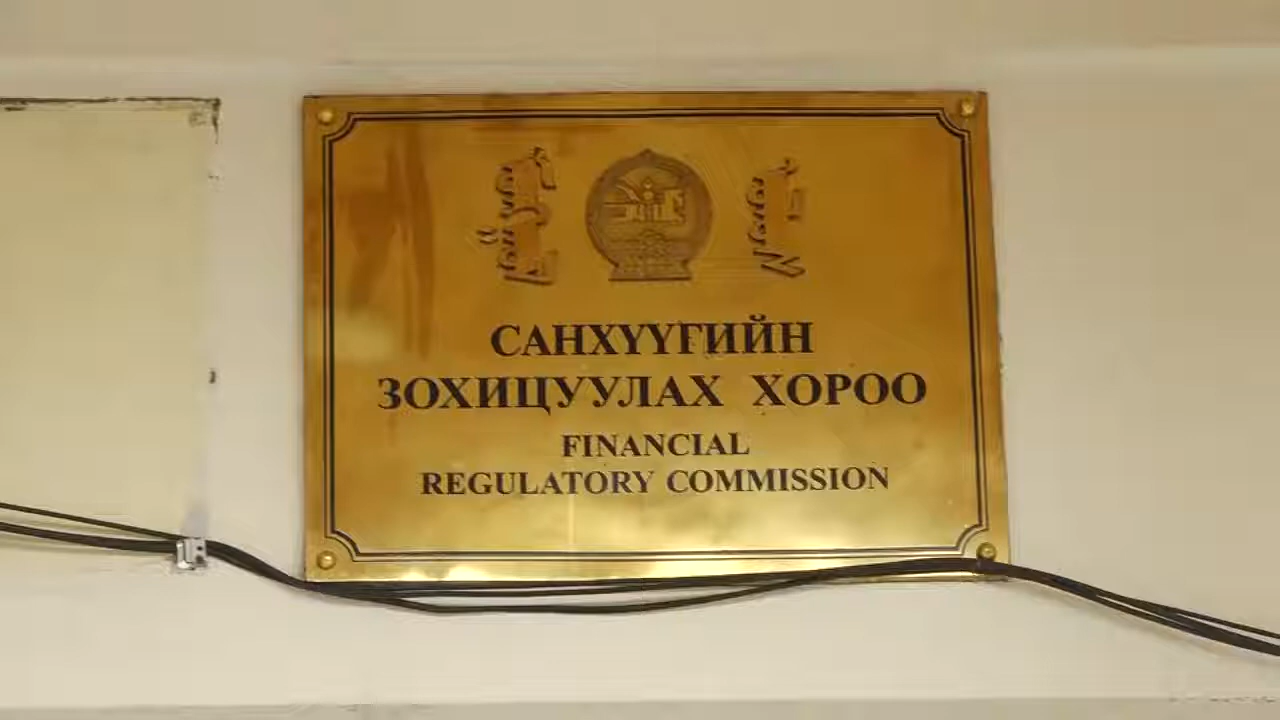 САНХҮҮГИЙН
ЗОХИЦУУЛАХ ХОРОО
FINANCIAL
REGULATORY COMMISSION